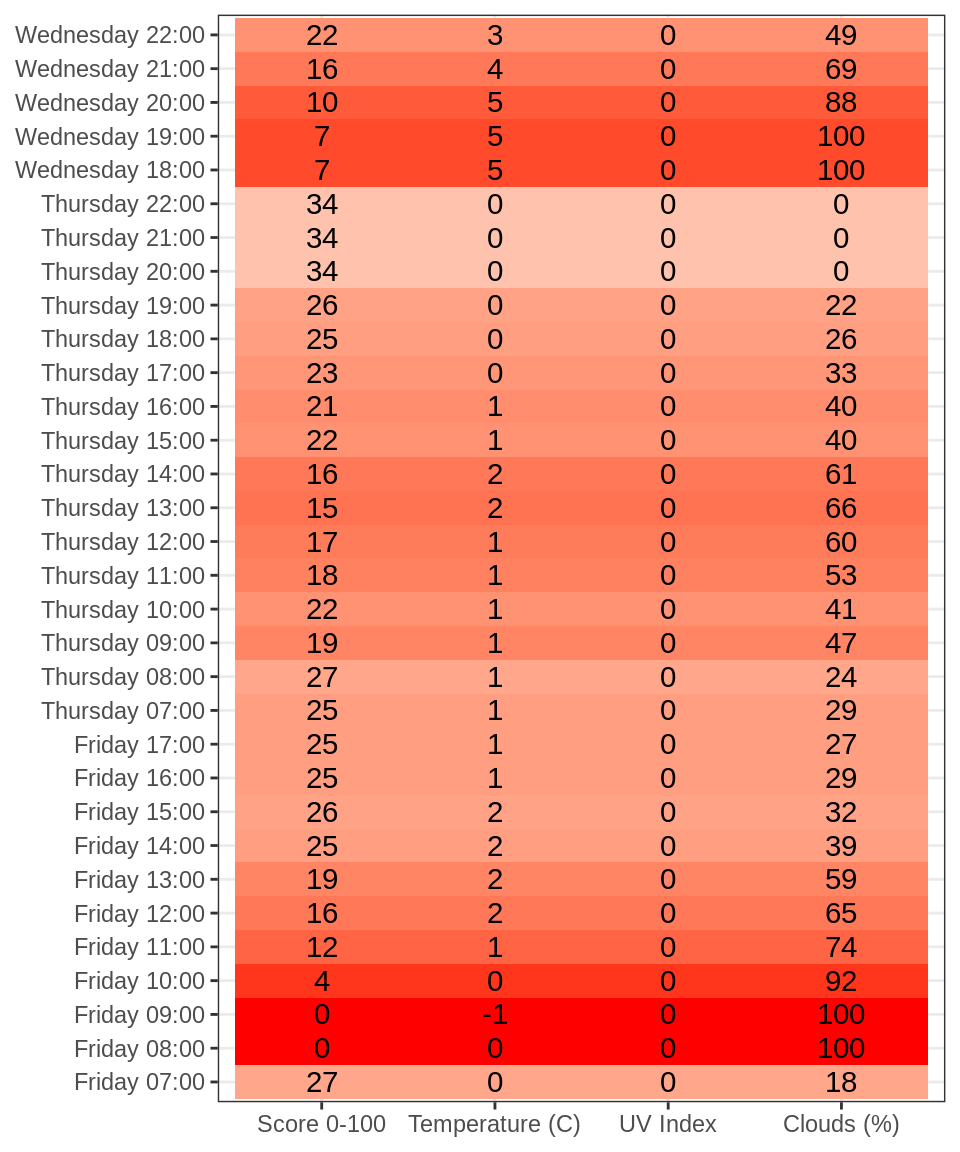 Wednesday 22:00 22 3 0 49
Wednesday 21:00 16 4 0 69
Wednesday 20:00 10 5 0 88
Wednesday 19:00 7 5 0 100
Wednesday 18:00 7 5 0 100
Thursday 22:00 34 0 0 0
Thursday 21:00 34 0 0 0
Thursday 20:00 34 0 0 0
Thursday 19:00 26 0 0 22
Thursday 18:00 25 0 0 26
Thursday 17:00 23 0 0 33
Thursday 16:00 21 1 0 40
Thursday 15:00 22 1 0 40
Thursday 14:00 16 2 0 61
Thursday 13:00 15 2 0 66
Thursday 12:00 17 1 0 60
Thursday 11:00 18 1 0 53
Thursday 10:00 22 1 0 41
Thursday 09:00 19 1 0 47
Thursday 08:00 27 1 0 24
Thursday 07:00 25 1 0 29
Friday 17:00 25 1 0 27
Friday 16:00 25 1 0 29
Friday 15:00 26 2 0 32
Friday 14:00 25 2 0 39
Friday 13:00 19 2 0 59
Friday 12:00 16 2 0 65
Friday 11:00 12 1 0 74
Friday 10:00 4 0 0 92
Friday 09:00 0 -1 0 100
Friday 08:00 0 0 0 100
Friday 07:00 27 0 0 18
Score 0-100 Temperature (C) UV Index Clouds (%)